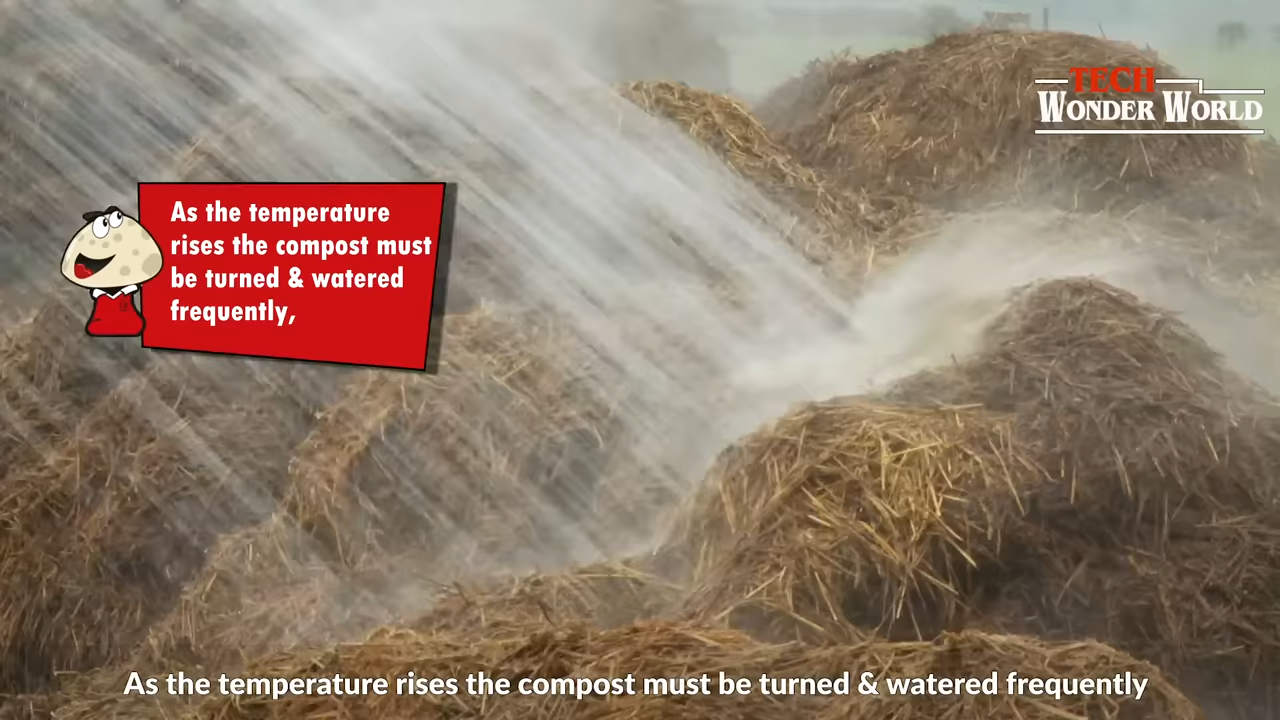 TECH
WONDER WORLD
As the temperature
rises the compost must
be turned & watered
frequently,
As the temperature rises the compost must be turned & watered frequently